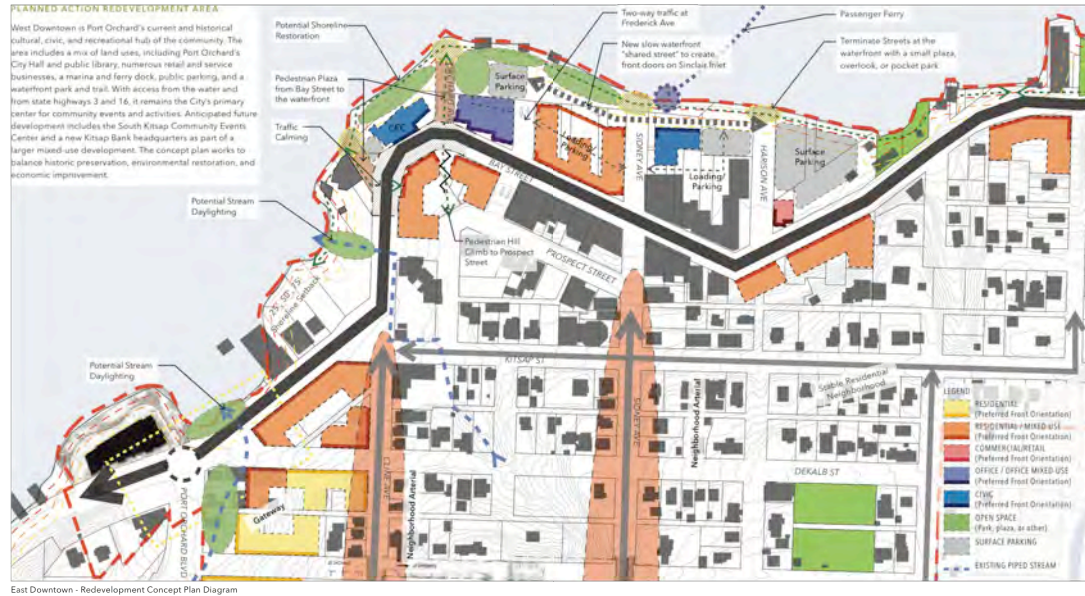 PLANNED ACTION REDEVELOPMENT AREA
West Downtown is Port Orchard's current and historical
cultural, civic, and recreational hub of the community. The
area includes a mix of land uses, including Port Orchard's
City Hall and public library, numerous retail and service
businesses, a marina and ferry dock, public parking, and a
waterfront park and trail. With access from the water and
from state highways 3 and 16, it remains the City's primary
center for community events and activities. Anticipated future
development includes the South Kitsap Community Events
Center and a new Kitsap Bank headquarters as part of a
larger mixed-use development. The concept plan works to
balance historic preservation, environmental restoration, and
economic improvement.
Potential Shoreline
Restoration
Pedestrian Plaza
from Bay Street to
the waterfront
Traffic
Calming
Potential Stream
Daylighting
Potential Stream
Daylighting
Two-way traffic at
Frederick Ave
New slow waterfront
"shared street" to create
front doors on Sinclair Inlet
Passenger Ferry
Terminate Streets at the
waterfront with a small plaza,
overlook, or pocket park
Surface
Parking
CEC
Loading/
Parking
SIDNEY AVE
Loading/
Parking
HARISON AVE
Surface
Parking
BAY STREET
PROSPECT STREET
Pedestrian Hill
Climb to Prospect
Street
25', 50', 75'
Shoreline Setback
KITSAP ST
Stable Residential
Neighborhood
SIDNEY AVE
Neighborhood Arterial
DEKALB ST
CLINE AVE
Neighborhood Arterial
Gateway
PORT ORCHARD BLVD
LEGEND
RESIDENTIAL
(Preferred Front Orientation)
RESIDENTIAL / MIXED USE
(Preferred Front Orientation)
COMMERCIAL/RETAIL
(Preferred Front Orientation)
OFFICE / OFFICE MIXED-USE
(Preferred Front Orientation)
CIVIC
(Preferred Front Orientation)
OPEN SPACE
(Park, plaza, or other)
SURFACE PARKING
EXISTING PIPED STREAM
East Downtown - Redevelopment Concept Plan Diagram